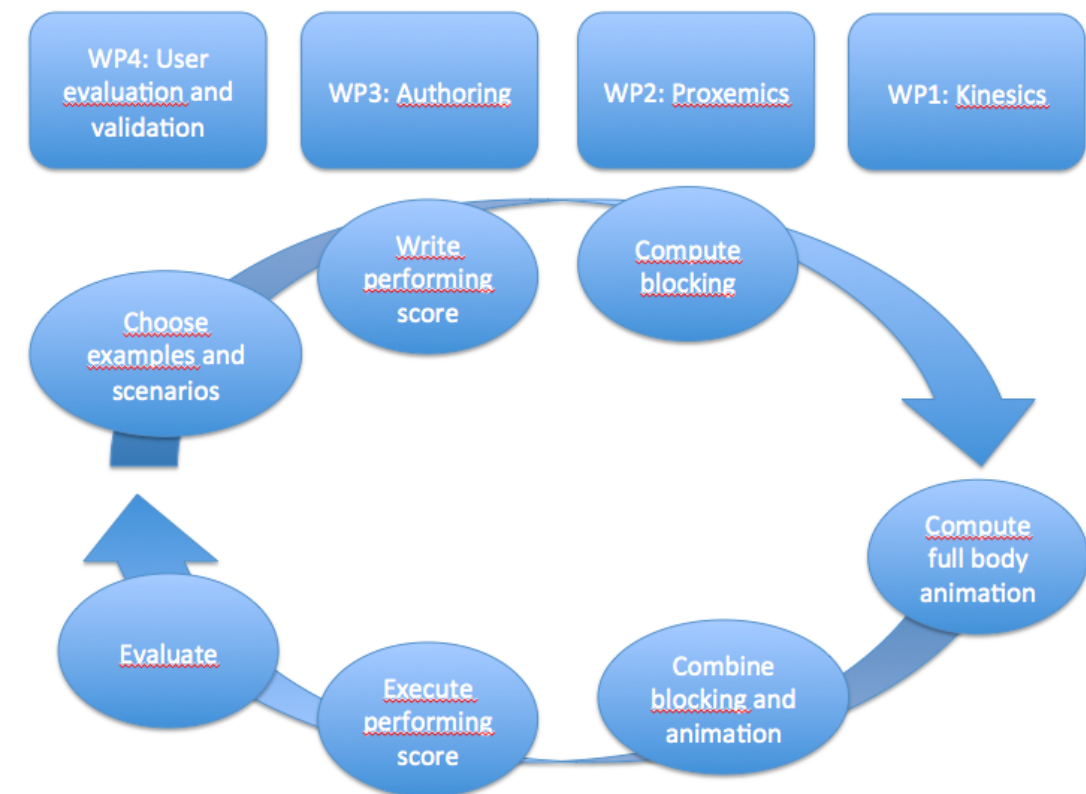 WP4: User
evaluation and
validation
WP3: Authoring
WP2: Proxemics
WP1: Kinesics
Write
performing
score
Compute
blocking
Choose
examples and
scenarios
Compute
full body
animation
Evaluate
Execute
performing
score
Combine
blocking and
animation